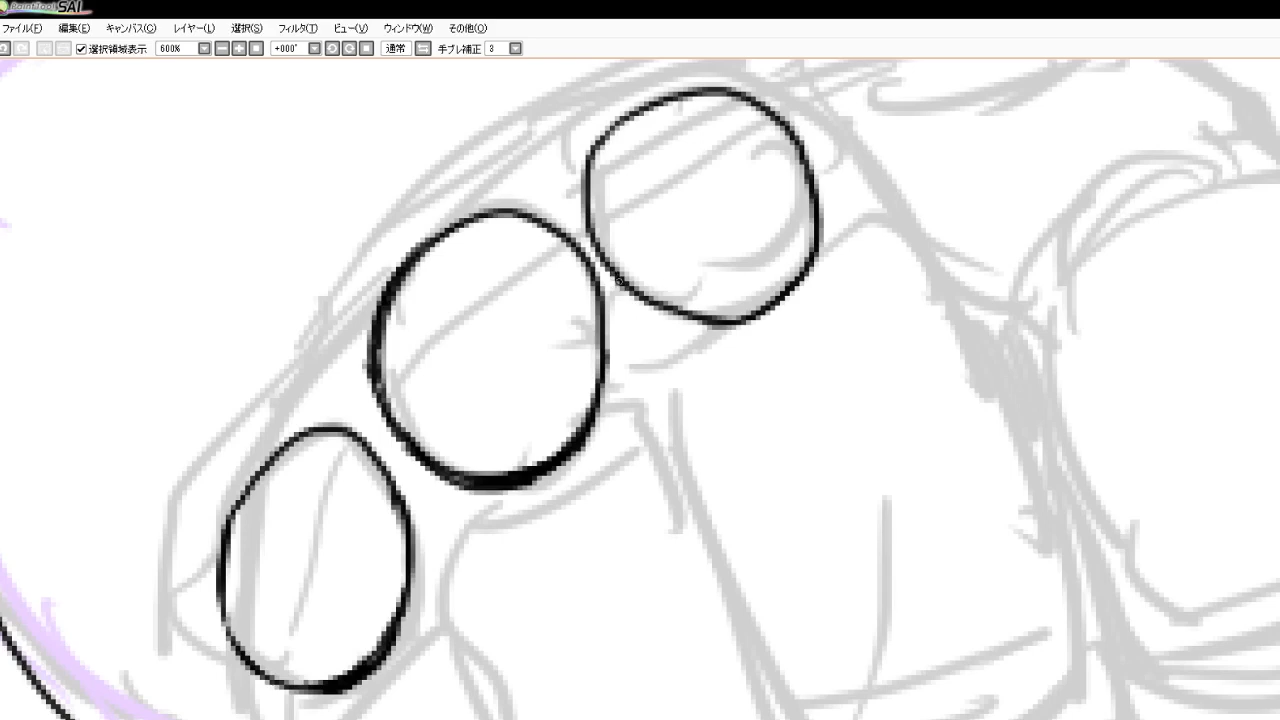 PaintTool SAI
ファイル(F) 編集(E) キャンバス(C) レイヤー(L) 選択(S) フィルタ(T) ビュー(V) ウィンドウ(W) その他(O)
選択領域表示 600% +000° 通常 手ブレ補正 3